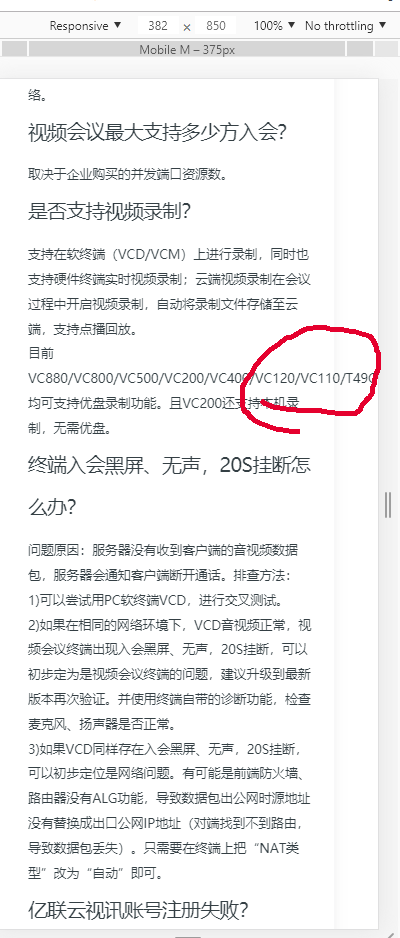 Responsive ▼ 382 × 850 100% ▼ No throttling ▼
Mobile M – 375px
络。
视频会议最大支持多少方入会？
取决于企业购买的并发端口资源数。
是否支持视频录制？
支持在软终端（VCD/VCM）上进行录制，同时也
支持硬件终端实时视频录制；云端视频录制在会议
过程中开启视频录制，自动将录制文件存储至云
端，支持点播回放。
目前
VC880/VC800/VC500/VC200/VC400/VC120/VC110/T49G
均可支持优盘录制功能。且VC200还支持本机录
制，无需优盘。
终端入会黑屏、无声，20S挂断怎
么办？
问题原因：服务器没有收到客户端的音视频数据
包，服务器会通知客户端断开通话。排查方法：
1)可以尝试用PC软终端VCD，进行交叉测试。
2)如果在相同的网络环境下，VCD音视频正常，视
频会议终端出现入会黑屏、无声，20S挂断，可以
初步定为是视频会议终端的问题，建议升级到最新
版本再次验证。并使用终端自带的诊断功能，检查
麦克风、扬声器是否正常。
3)如果VCD同样存在入会黑屏、无声，20S挂断，
可以初步定位是网络问题。有可能是前端防火墙、
路由器没有ALG功能，导致数据包出公网时源地址
没有替换成出口公网IP地址（对端找到不到路由，
导致数据包丢失）。只需要在终端上把“NAT类
型”改为“自动”即可。
亿联云视讯账号注册失败？